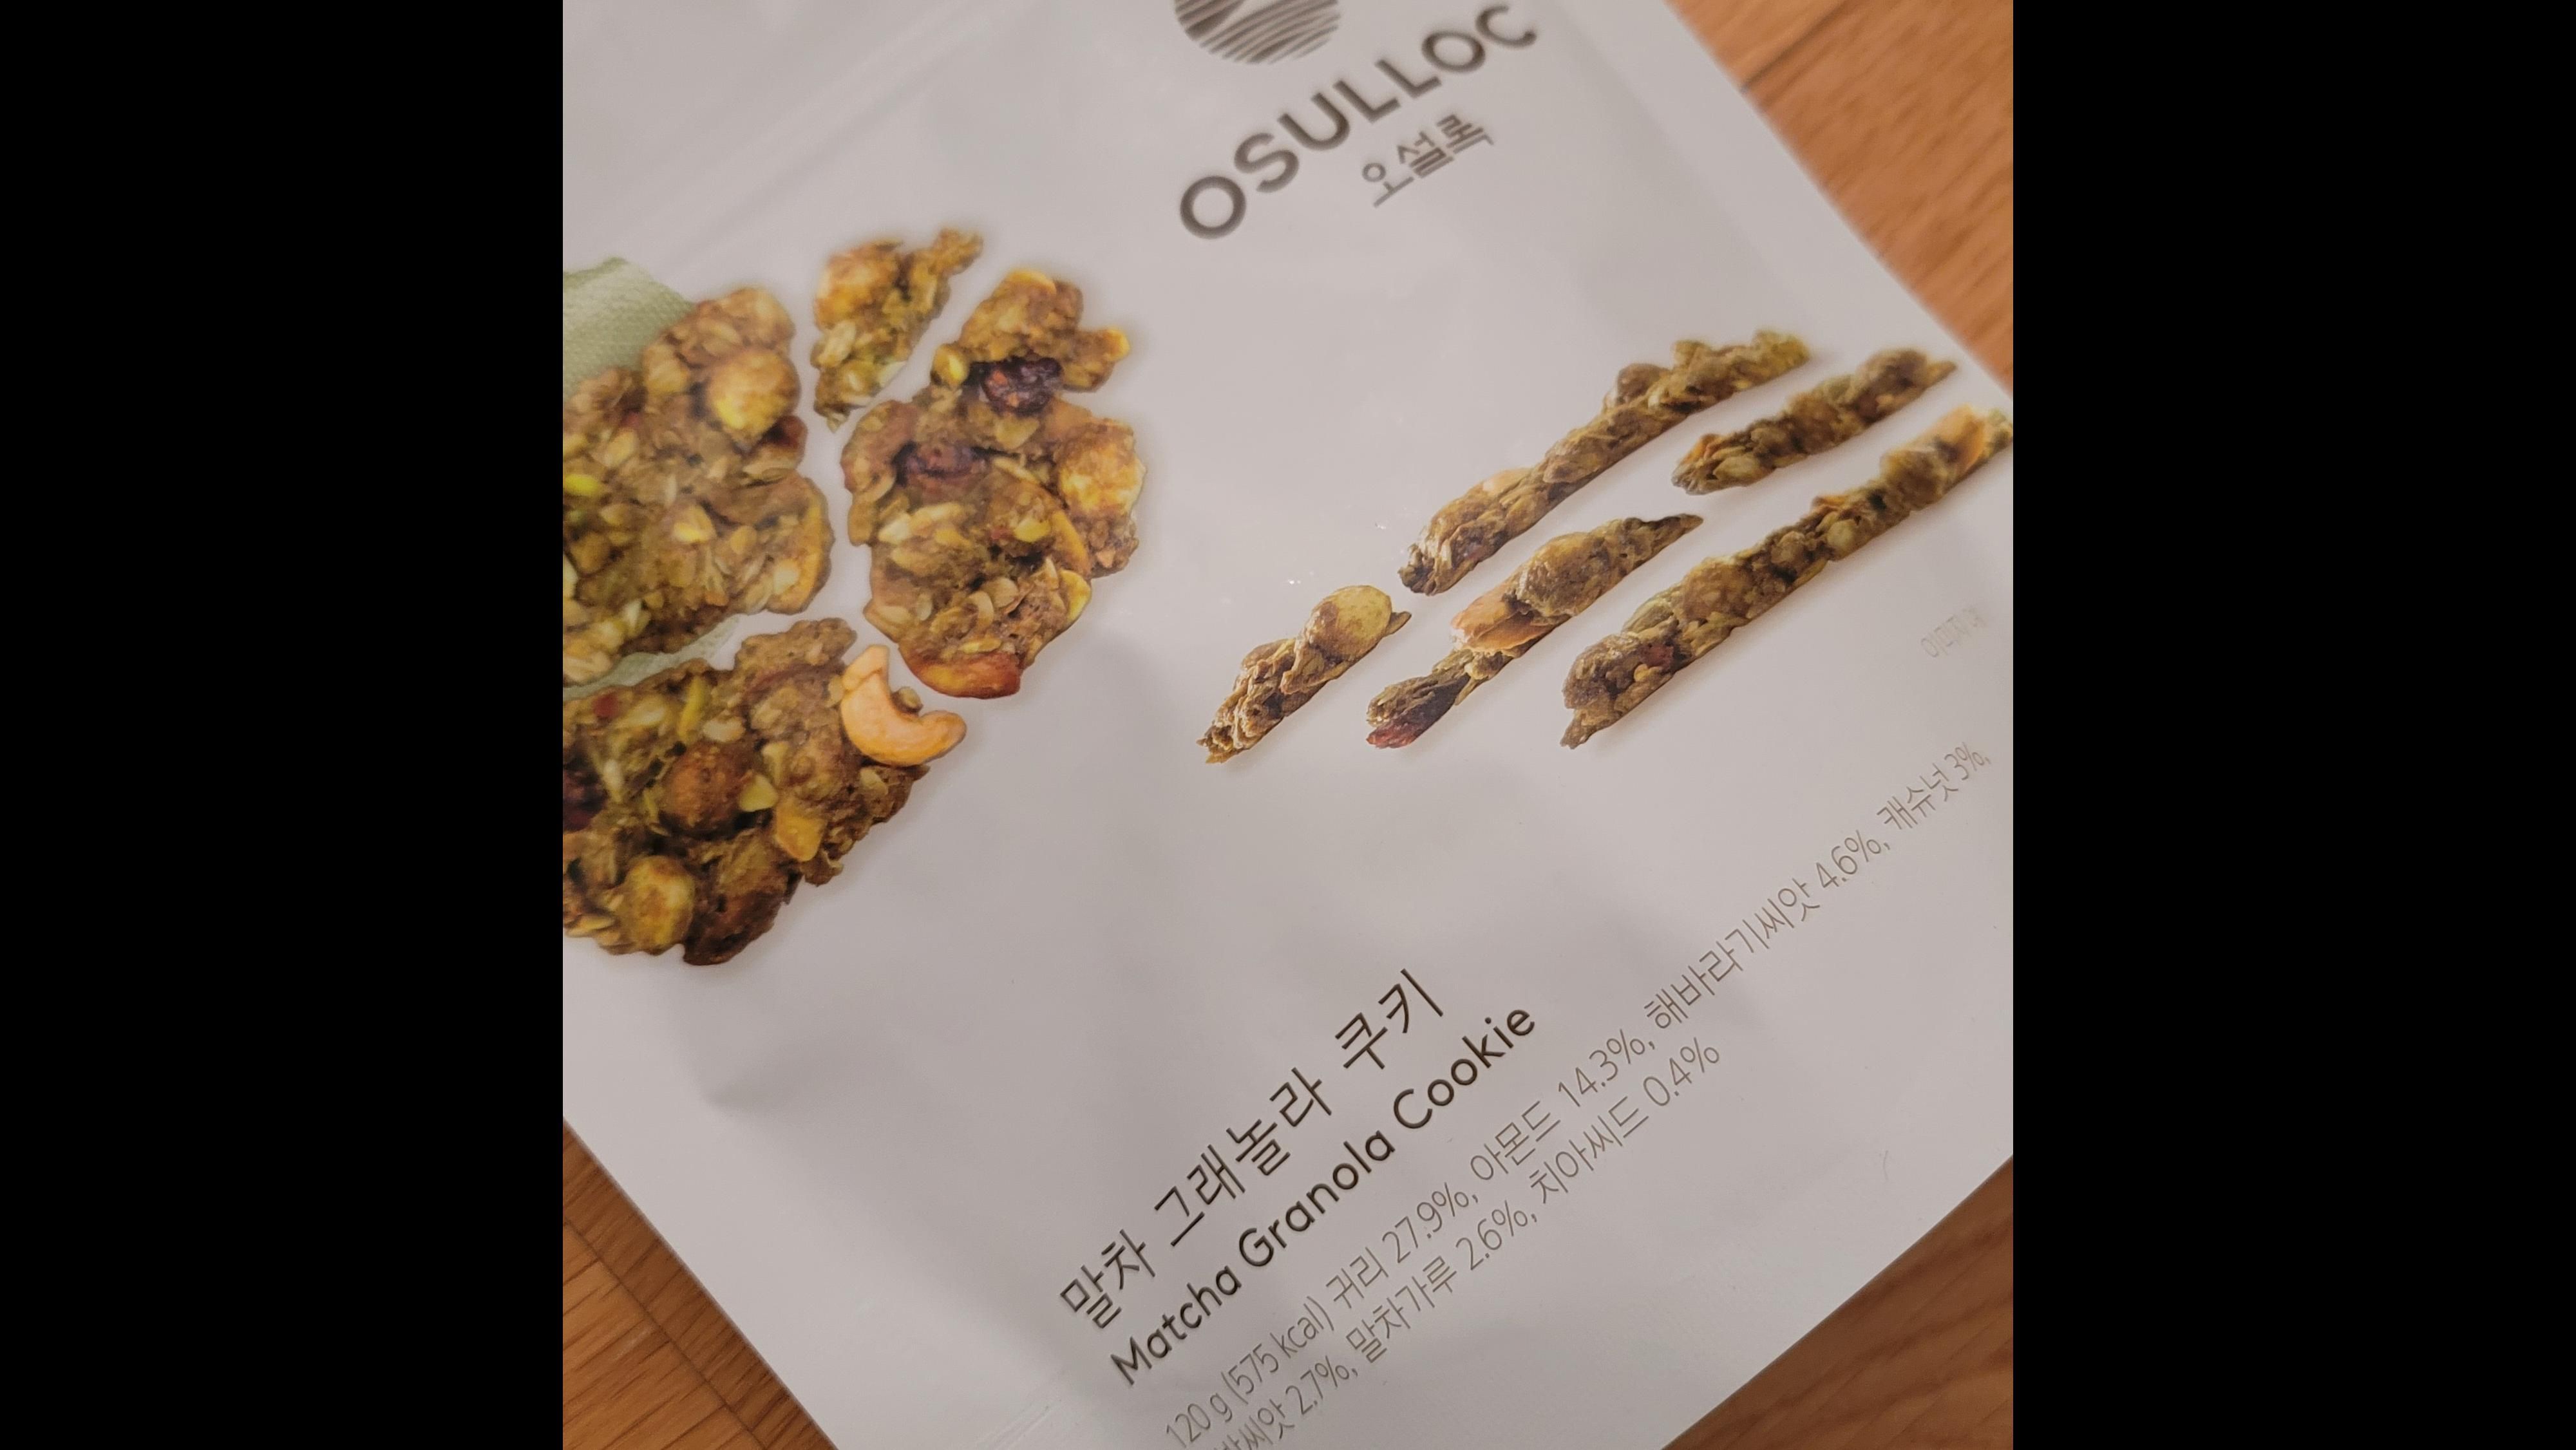 OSULLOC
오설록
말차 그래놀라 쿠키
Matcha Granola Cookie
120 g (575 kcal) 귀리 27.9%, 아몬드 14.3%, 해바라기씨앗 4.6%, 캐슈넛 3%,
2.7%, 말차가루 2.6%, 치아씨드 0.4%